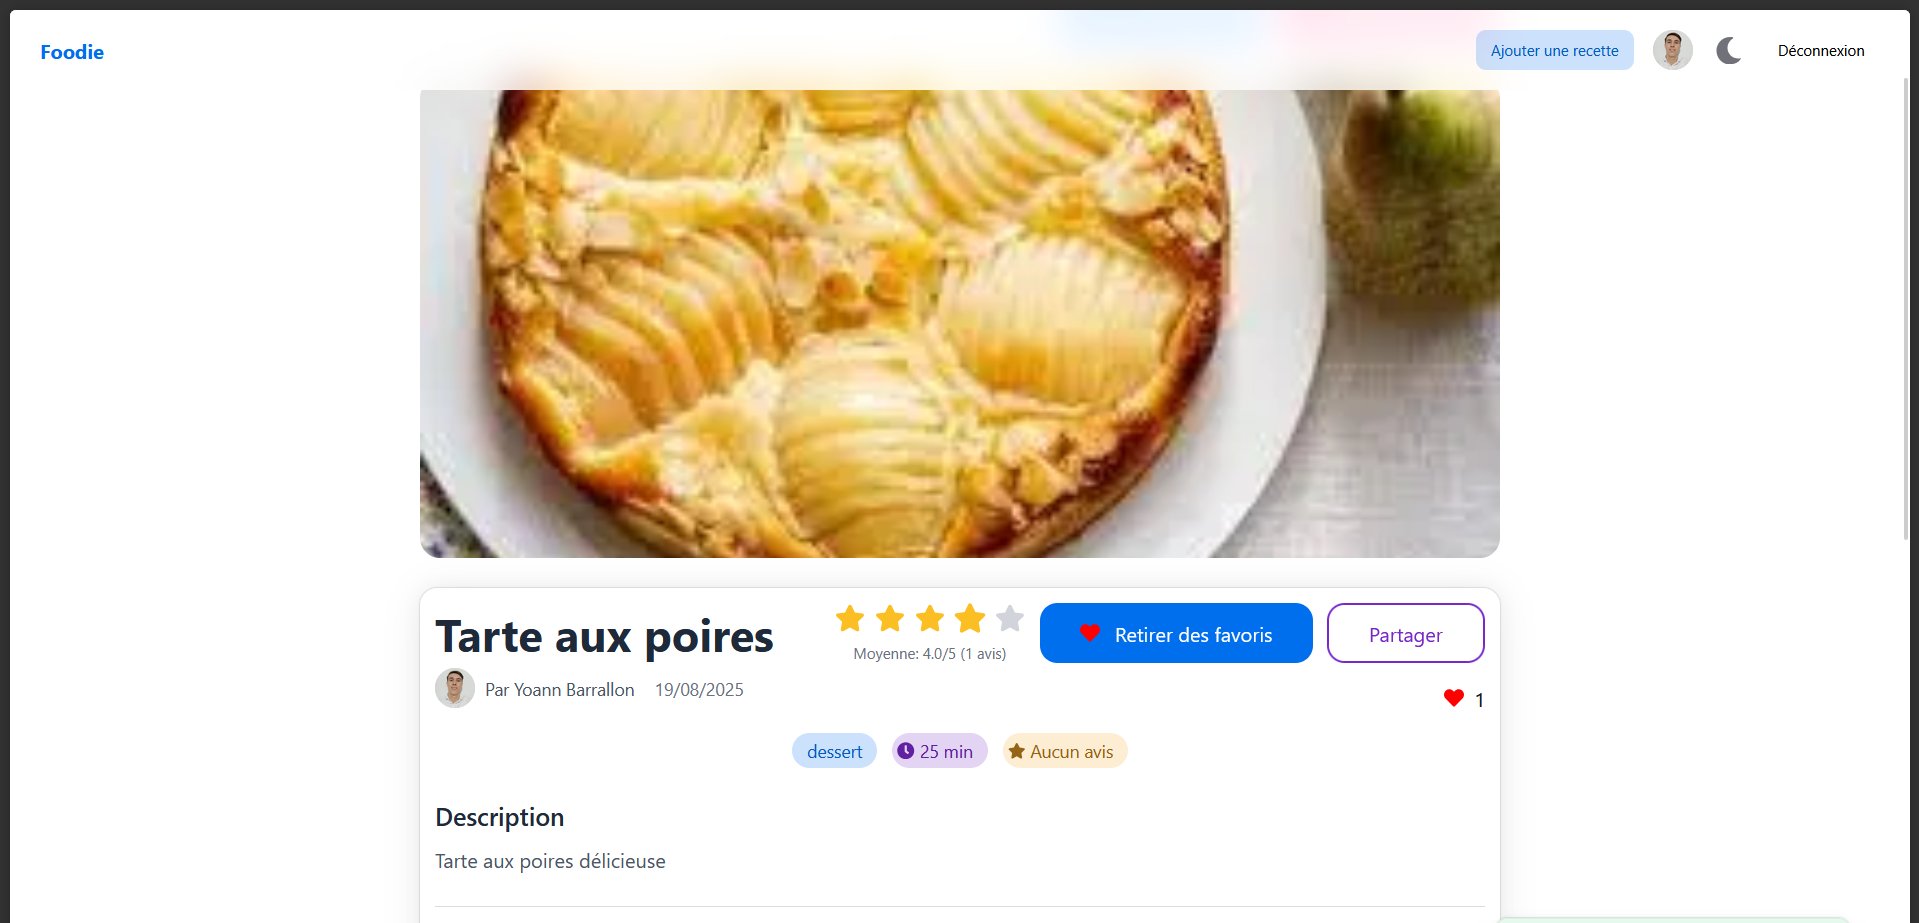 Foodie
Ajouter une recette
Déconnexion
Tarte aux poires
Moyenne: 4.0/5 (1 avis)
Retirer des favoris
Partager
Par Yoann Barrallon 19/08/2025
1
dessert
25 min
Aucun avis
Description
Tarte aux poires délicieuse